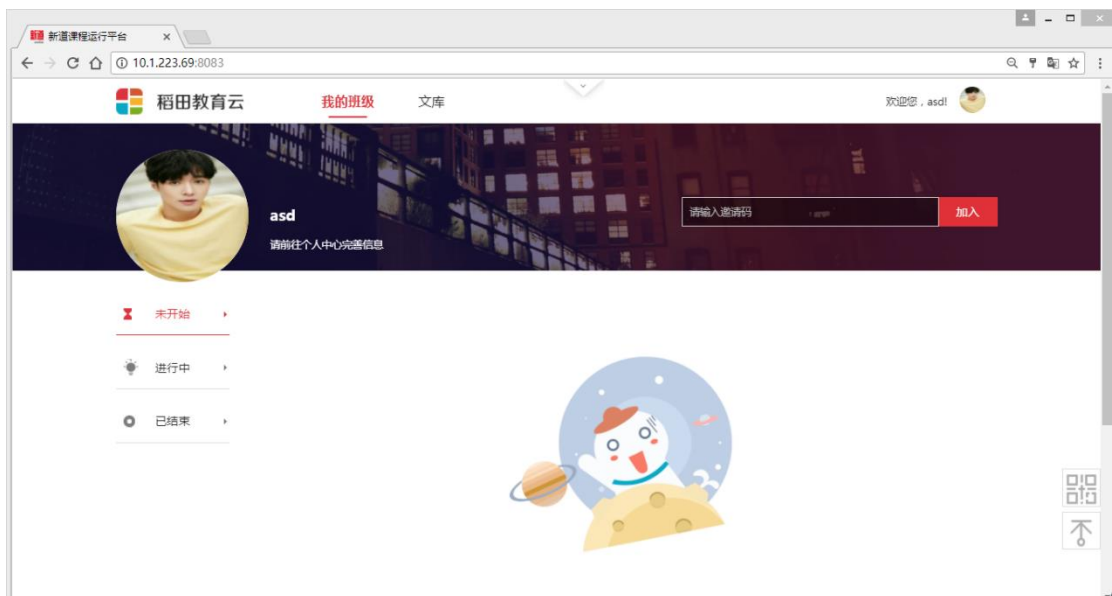 新道课程运行平台
10.1.223.69:8083
稻田教育云 我的班级 文库 欢迎您，asd!
asd
请输入邀请码 加入
请前往个人中心完善信息
未开始
进行中
已结束